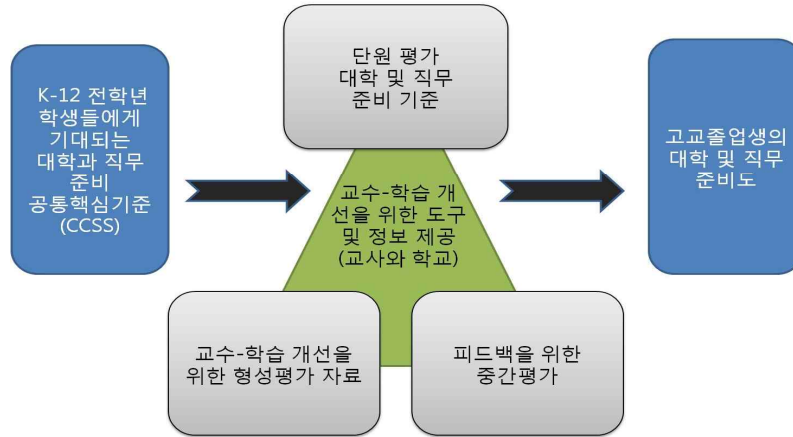 K-12 전학년
학생들에게
기대되는
대학과 직무
준비
공통핵심기준
(CCSS)
단원 평가
대학 및 직무
준비 기준
교수-학습 개
선을 위한 도구
및 정보 제공
(교사와 학교)
교수-학습 개선을
위한 형성평가 자료
피드백을 위한
중간평가
고교졸업생의
대학 및 직무
준비도